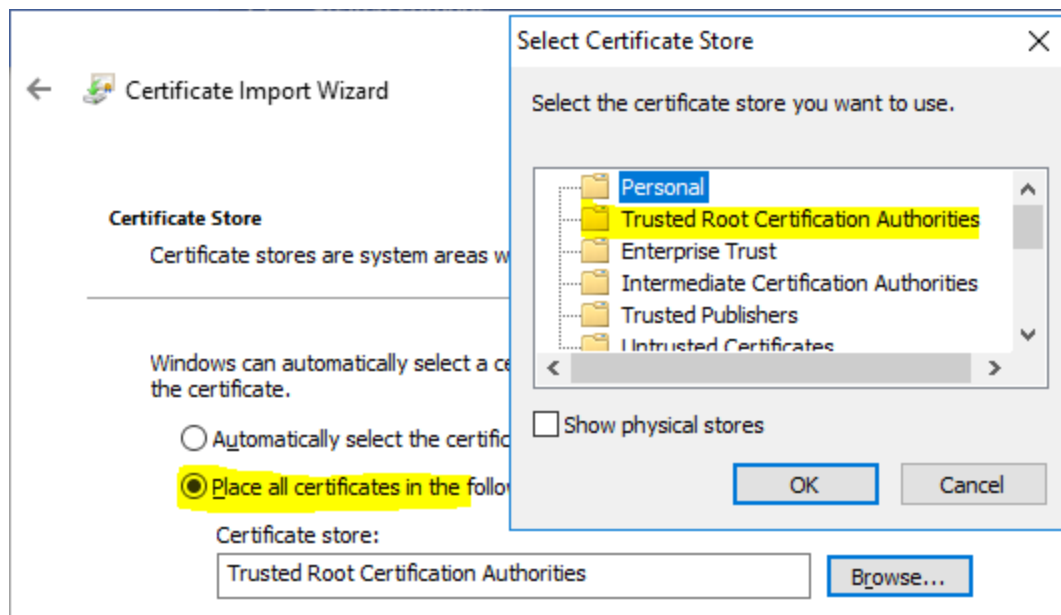 Certificate Import Wizard
Certificate Store
Certificate stores are system areas w
Windows can automatically select a ce
the certificate.
Automatically select the certific
Place all certificates in the follow
Certificate store:
Trusted Root Certification Authorities
Browse...
Select Certificate Store
Select the certificate store you want to use.
Personal
Trusted Root Certification Authorities
Enterprise Trust
Intermediate Certification Authorities
Trusted Publishers
Untrusted Certificates
Show physical stores
OK
Cancel